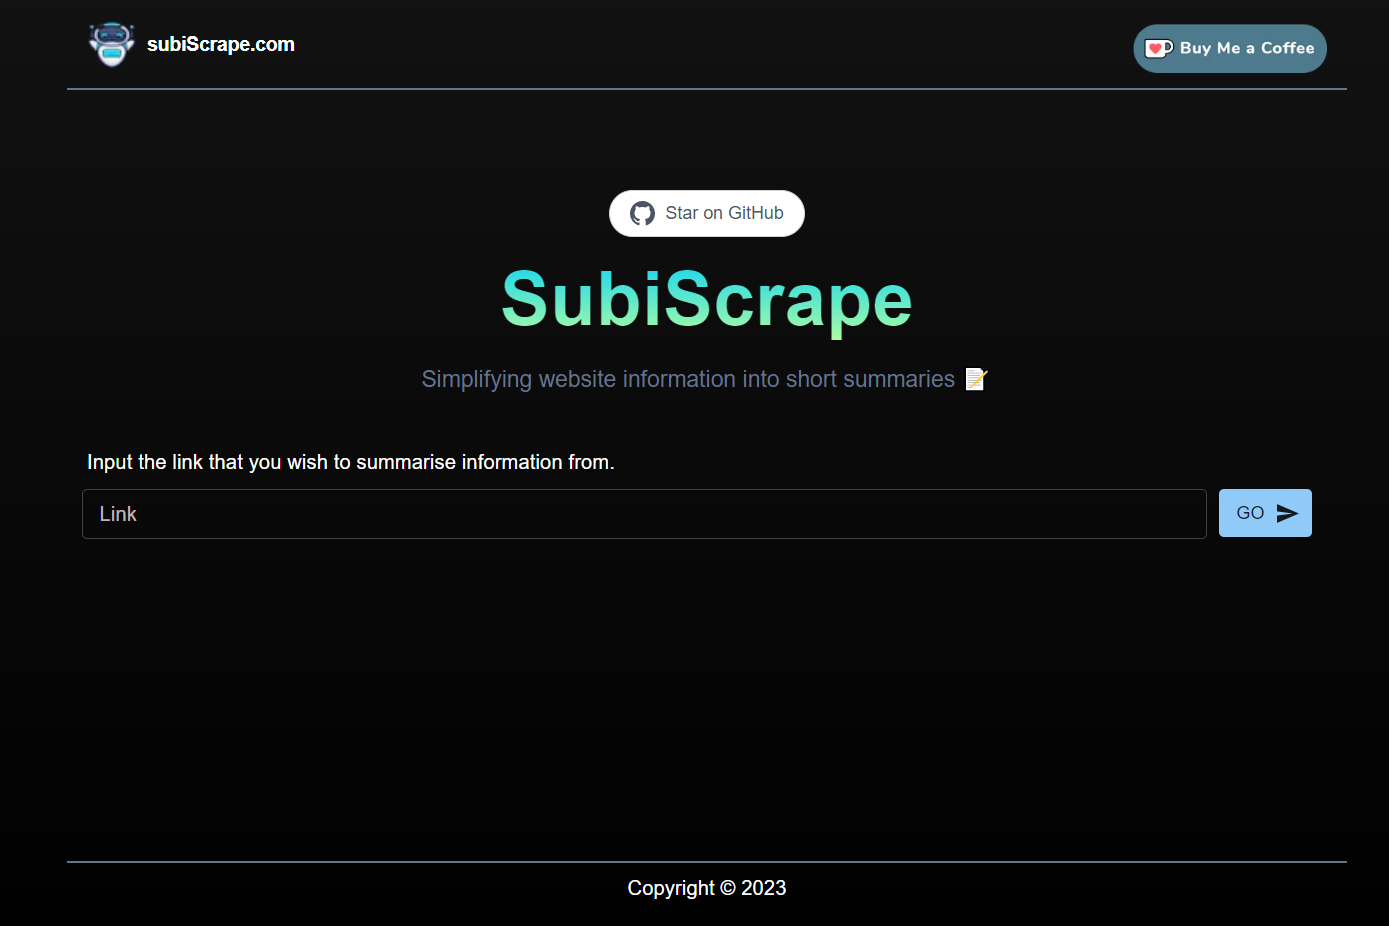 subiScrape.com
Buy Me a Coffee
Star on GitHub
SubiScrape
Simplifying website information into short summaries 📝
Input the link that you wish to summarise information from.
Link
GO
Copyright © 2023